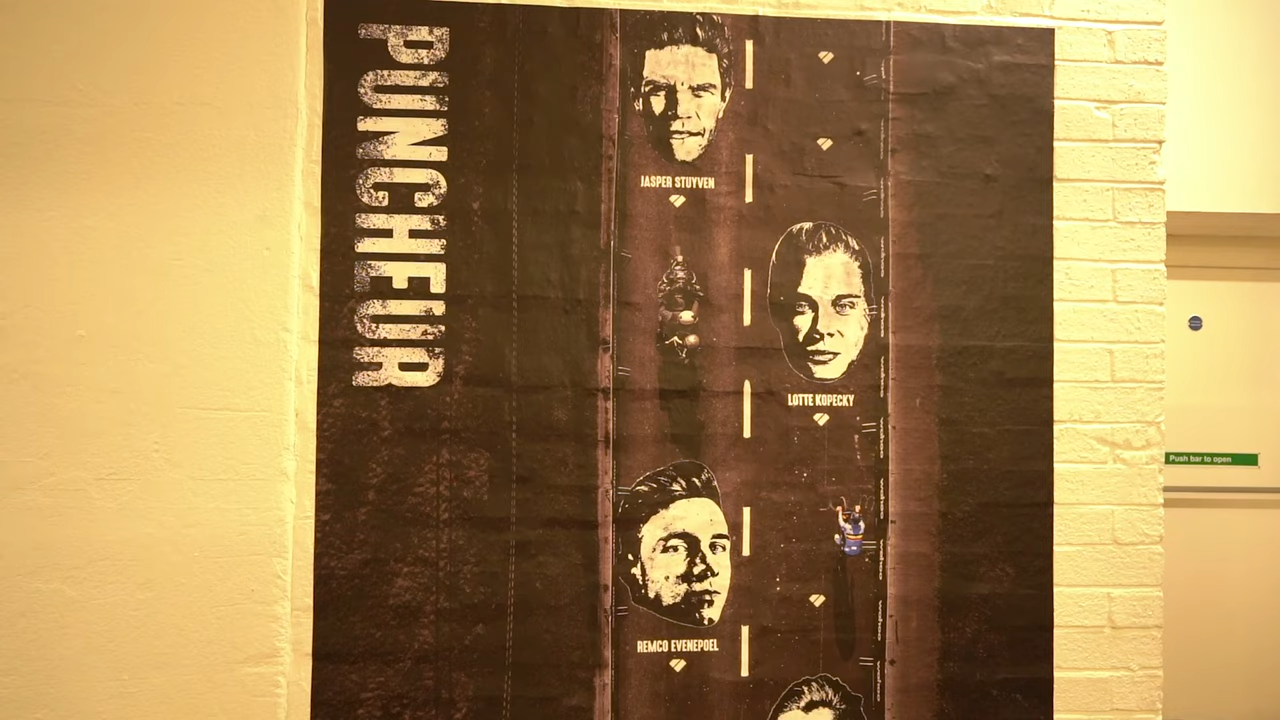 PUNCHEUR
JASPER STUYVEN
LOTTE KOPECKY
REMCO EVENEPOEL
Push bar to open